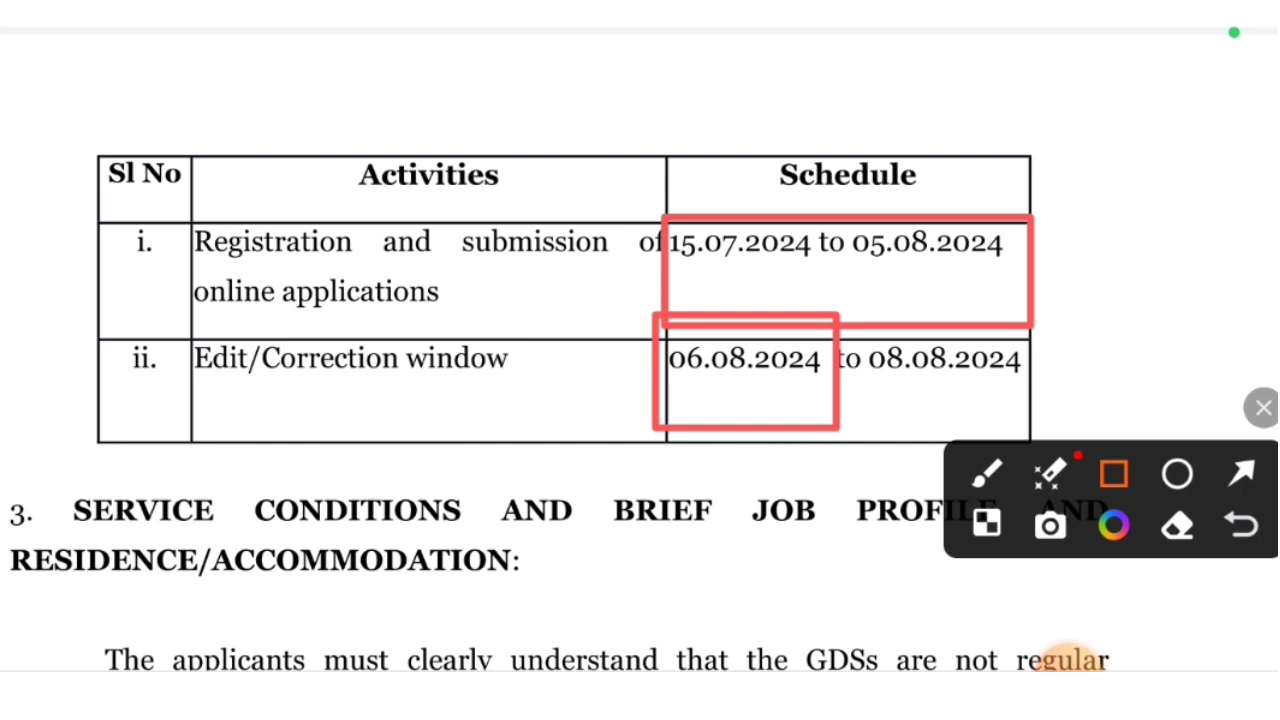 Sl No Activities Schedule
i. Registration and submission of 15.07.2024 to 05.08.2024
online applications
ii. Edit/Correction window 06.08.2024 to 08.08.2024
3. SERVICE CONDITIONS AND BRIEF JOB PROFILE AND
RESIDENCE/ACCOMMODATION:
The applicants must clearly understand that the GDSs are not regular